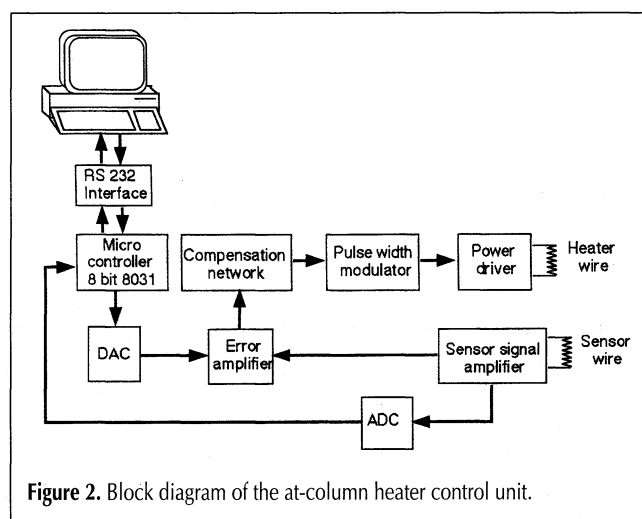 RS 232
Interface
Micro
controller
8 bit 8031
Compensation
network
Pulse width
modulator
Power
driver
Heater
wire
DAC
Error
amplifier
Sensor signal
amplifier
Sensor
wire
ADC
Figure 2. Block diagram of the at-column heater control unit.